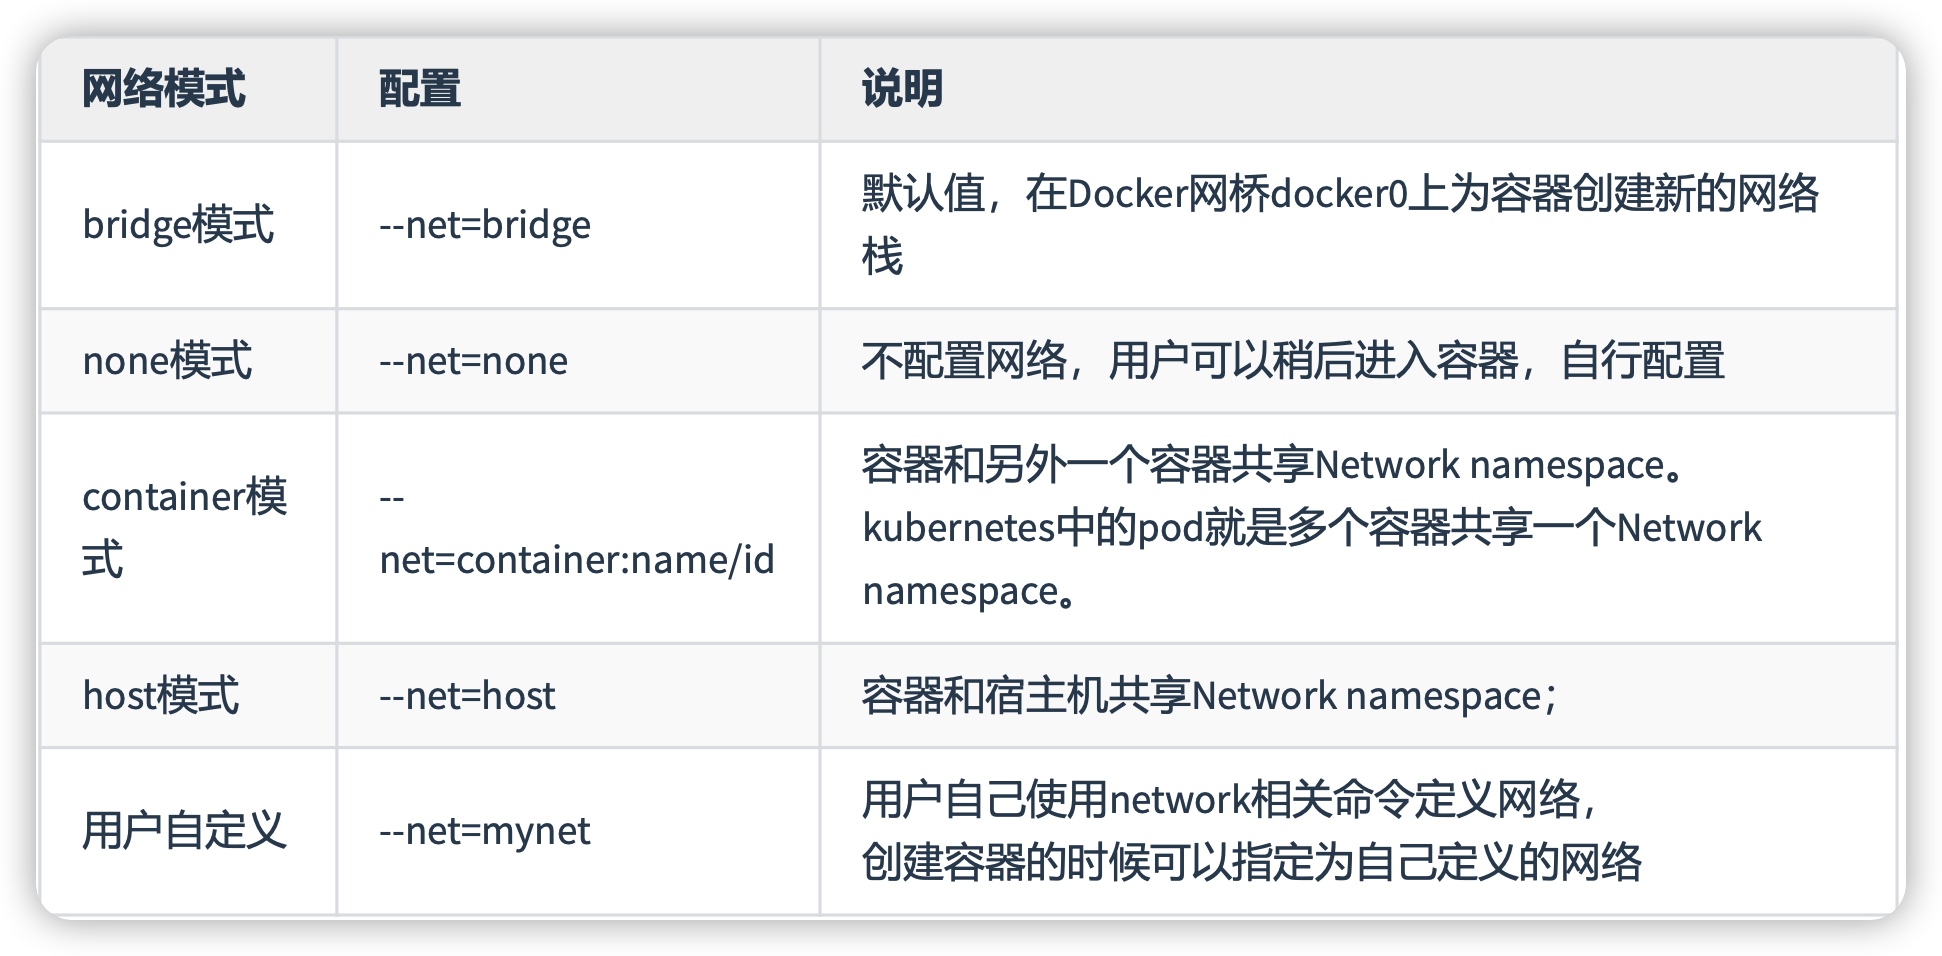 网络模式
配置
说明
bridge模式
--net=bridge
默认值，在Docker网桥docker0上为容器创建新的网络
栈
none模式
--net=none
不配置网络，用户可以稍后进入容器，自行配置
container模
式
--
net=container:name/id
容器和另外一个容器共享Network namespace。
kubernetes中的pod就是多个容器共享一个Network
namespace。
host模式
--net=host
容器和宿主机共享Network namespace；
用户自定义
--net=mynet
用户自己使用network相关命令定义网络，
创建容器的时候可以指定为自己定义的网络